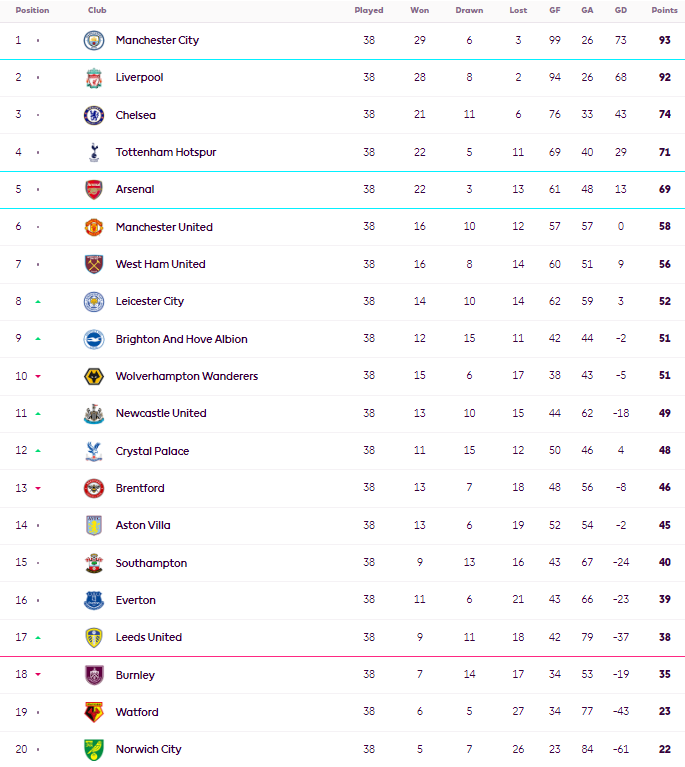 Position Club Played Won Drawn Lost GF GA GD Points
1 Manchester City 38 29 6 3 99 26 73 93
2 Liverpool 38 28 8 2 94 26 68 92
3 Chelsea 38 21 11 6 76 33 43 74
4 Tottenham Hotspur 38 22 5 11 69 40 29 71
5 Arsenal 38 22 3 13 61 48 13 69
6 Manchester United 38 16 10 12 57 57 0 58
7 West Ham United 38 16 8 14 60 51 9 56
8 Leicester City 38 14 10 14 62 59 3 52
9 Brighton And Hove Albion 38 12 15 11 42 44 -2 51
10 Wolverhampton Wanderers 38 15 6 17 38 43 -5 51
11 Newcastle United 38 13 10 15 44 62 -18 49
12 Crystal Palace 38 11 15 12 50 46 4 48
13 Brentford 38 13 7 18 48 56 -8 46
14 Aston Villa 38 13 6 19 52 54 -2 45
15 Southampton 38 9 13 16 43 67 -24 40
16 Everton 38 11 6 21 43 66 -23 39
17 Leeds United 38 9 11 18 42 79 -37 38
18 Burnley 38 7 14 17 34 53 -19 35
19 Watford 38 6 5 27 34 77 -43 23
20 Norwich City 38 5 7 26 23 84 -61 22